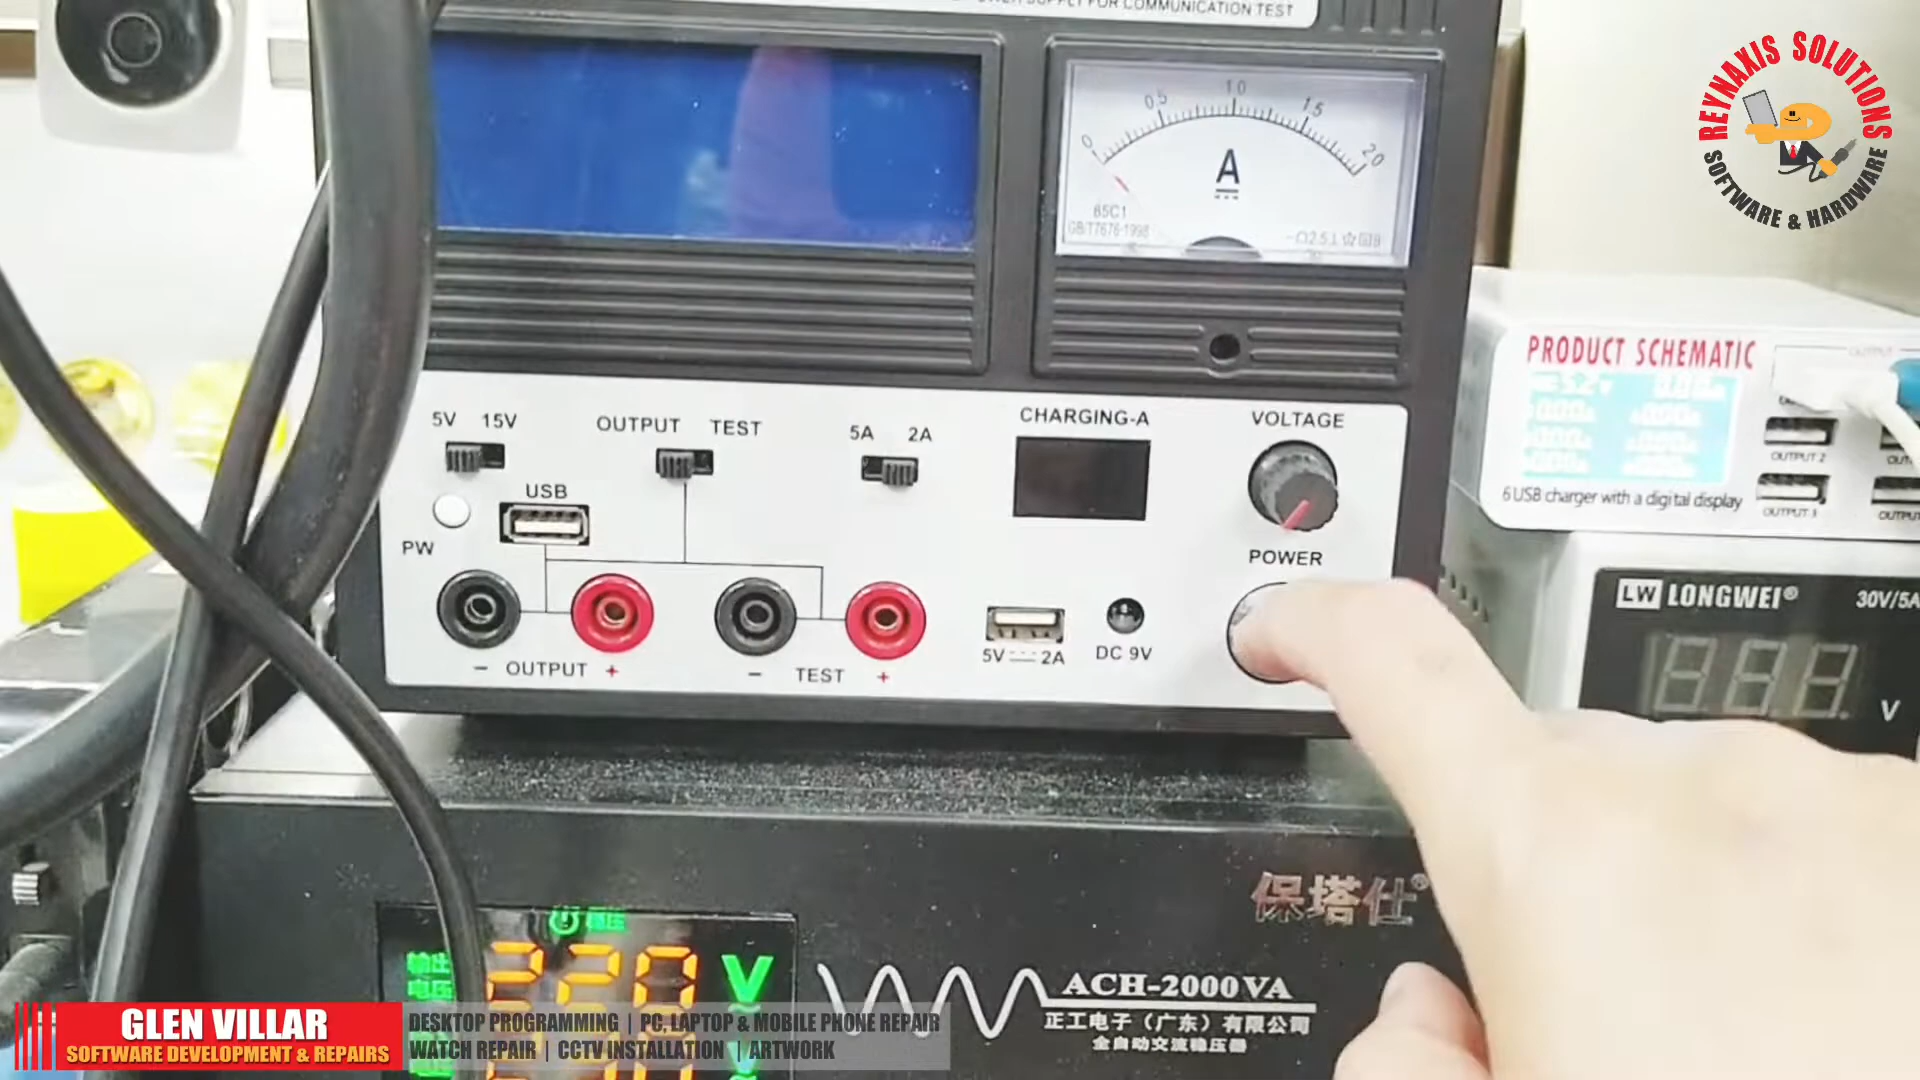 POWER SUPPLY FOR COMMUNICATION TEST
REYNAXIS SOLUTIONS
SOFTWARE & HARDWARE
0 0.5 1.0 1.5 2.0
A
85C1
GB/T7676-1998
5V 15V
OUTPUT TEST
5A 2A
CHARGING-A
VOLTAGE
USB
PW
POWER
− OUTPUT +
− TEST +
5V 2A
DC 9V
PRODUCT SCHEMATIC
OUTPUT
5.2V
OUTPUT 2
OUTPUT 3
6 USB charger with a digital display
LW LONGWEI®
30V/5A
V
保塔仕®
稳压
输出
电压
220 V
ACH-2000VA
正工电子（广东）有限公司
全自动交流稳压器
GLEN VILLAR
SOFTWARE DEVELOPMENT & REPAIRS
DESKTOP PROGRAMMING | PC, LAPTOP & MOBILE PHONE REPAIR
WATCH REPAIR | CCTV INSTALLATION | ARTWORK